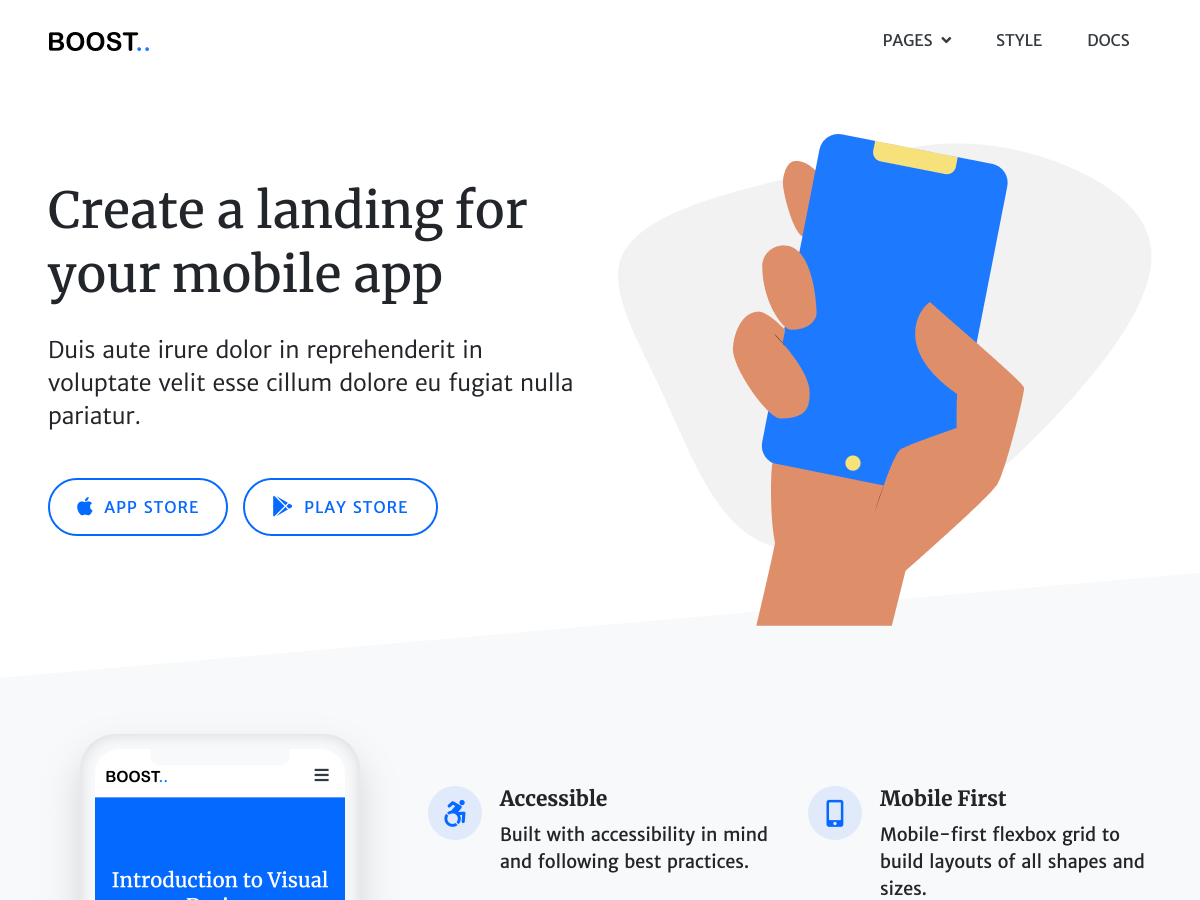 BOOST..
PAGES
STYLE
DOCS
Create a landing for
your mobile app
Duis aute irure dolor in reprehenderit in
voluptate velit esse cillum dolore eu fugiat nulla
pariatur.
APP STORE
PLAY STORE
BOOST..
Introduction to Visual
Accessible
Built with accessibility in mind
and following best practices.
Mobile First
Mobile-first flexbox grid to
build layouts of all shapes and
sizes.